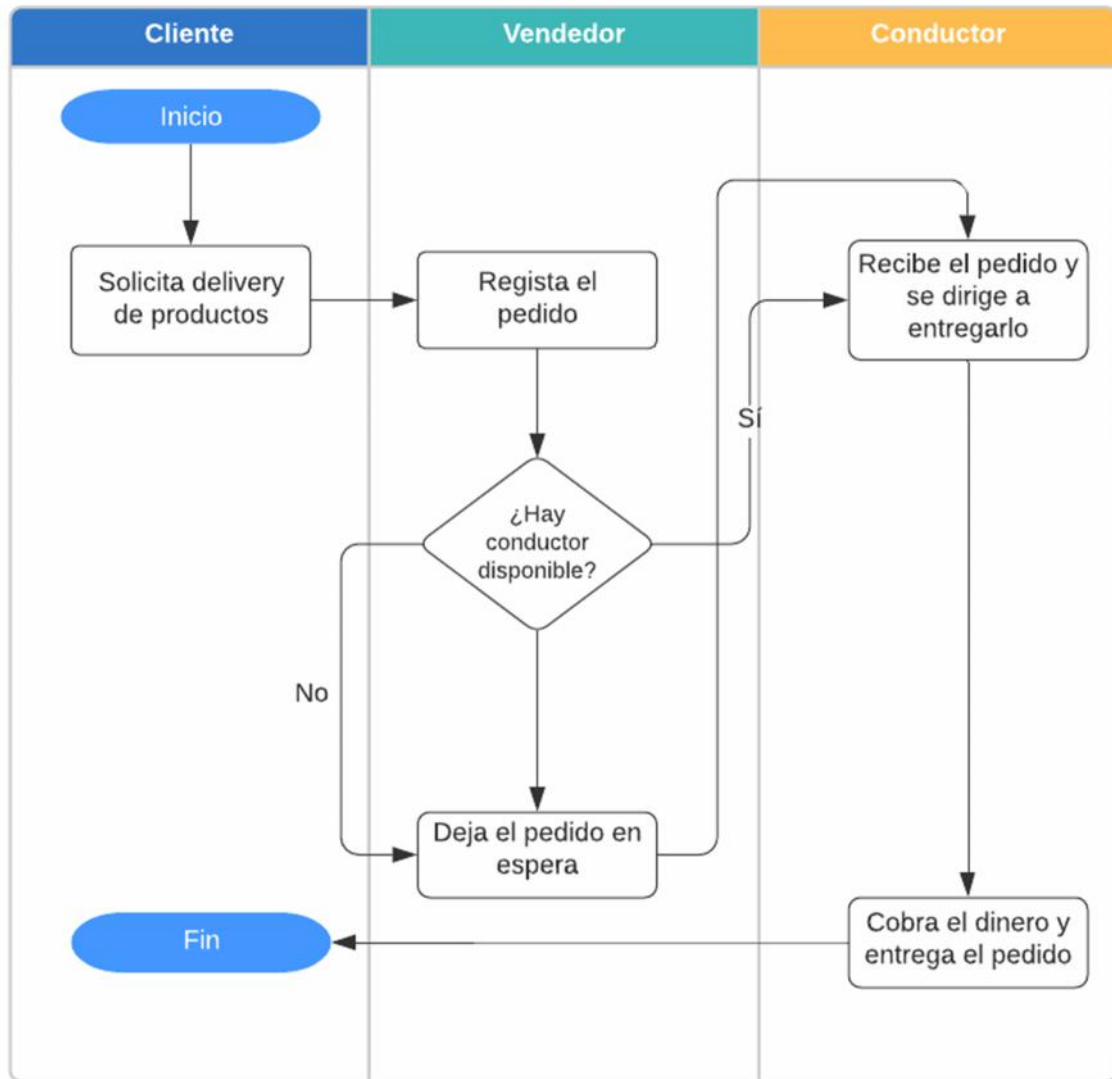 Cliente
Vendedor
Conductor
Inicio
Solicita delivery
de productos
Regista el
pedido
Recibe el pedido y
se dirige a
entregarlo
Sí
¿Hay
conductor
disponible?
No
Deja el pedido en
espera
Cobra el dinero y
entrega el pedido
Fin